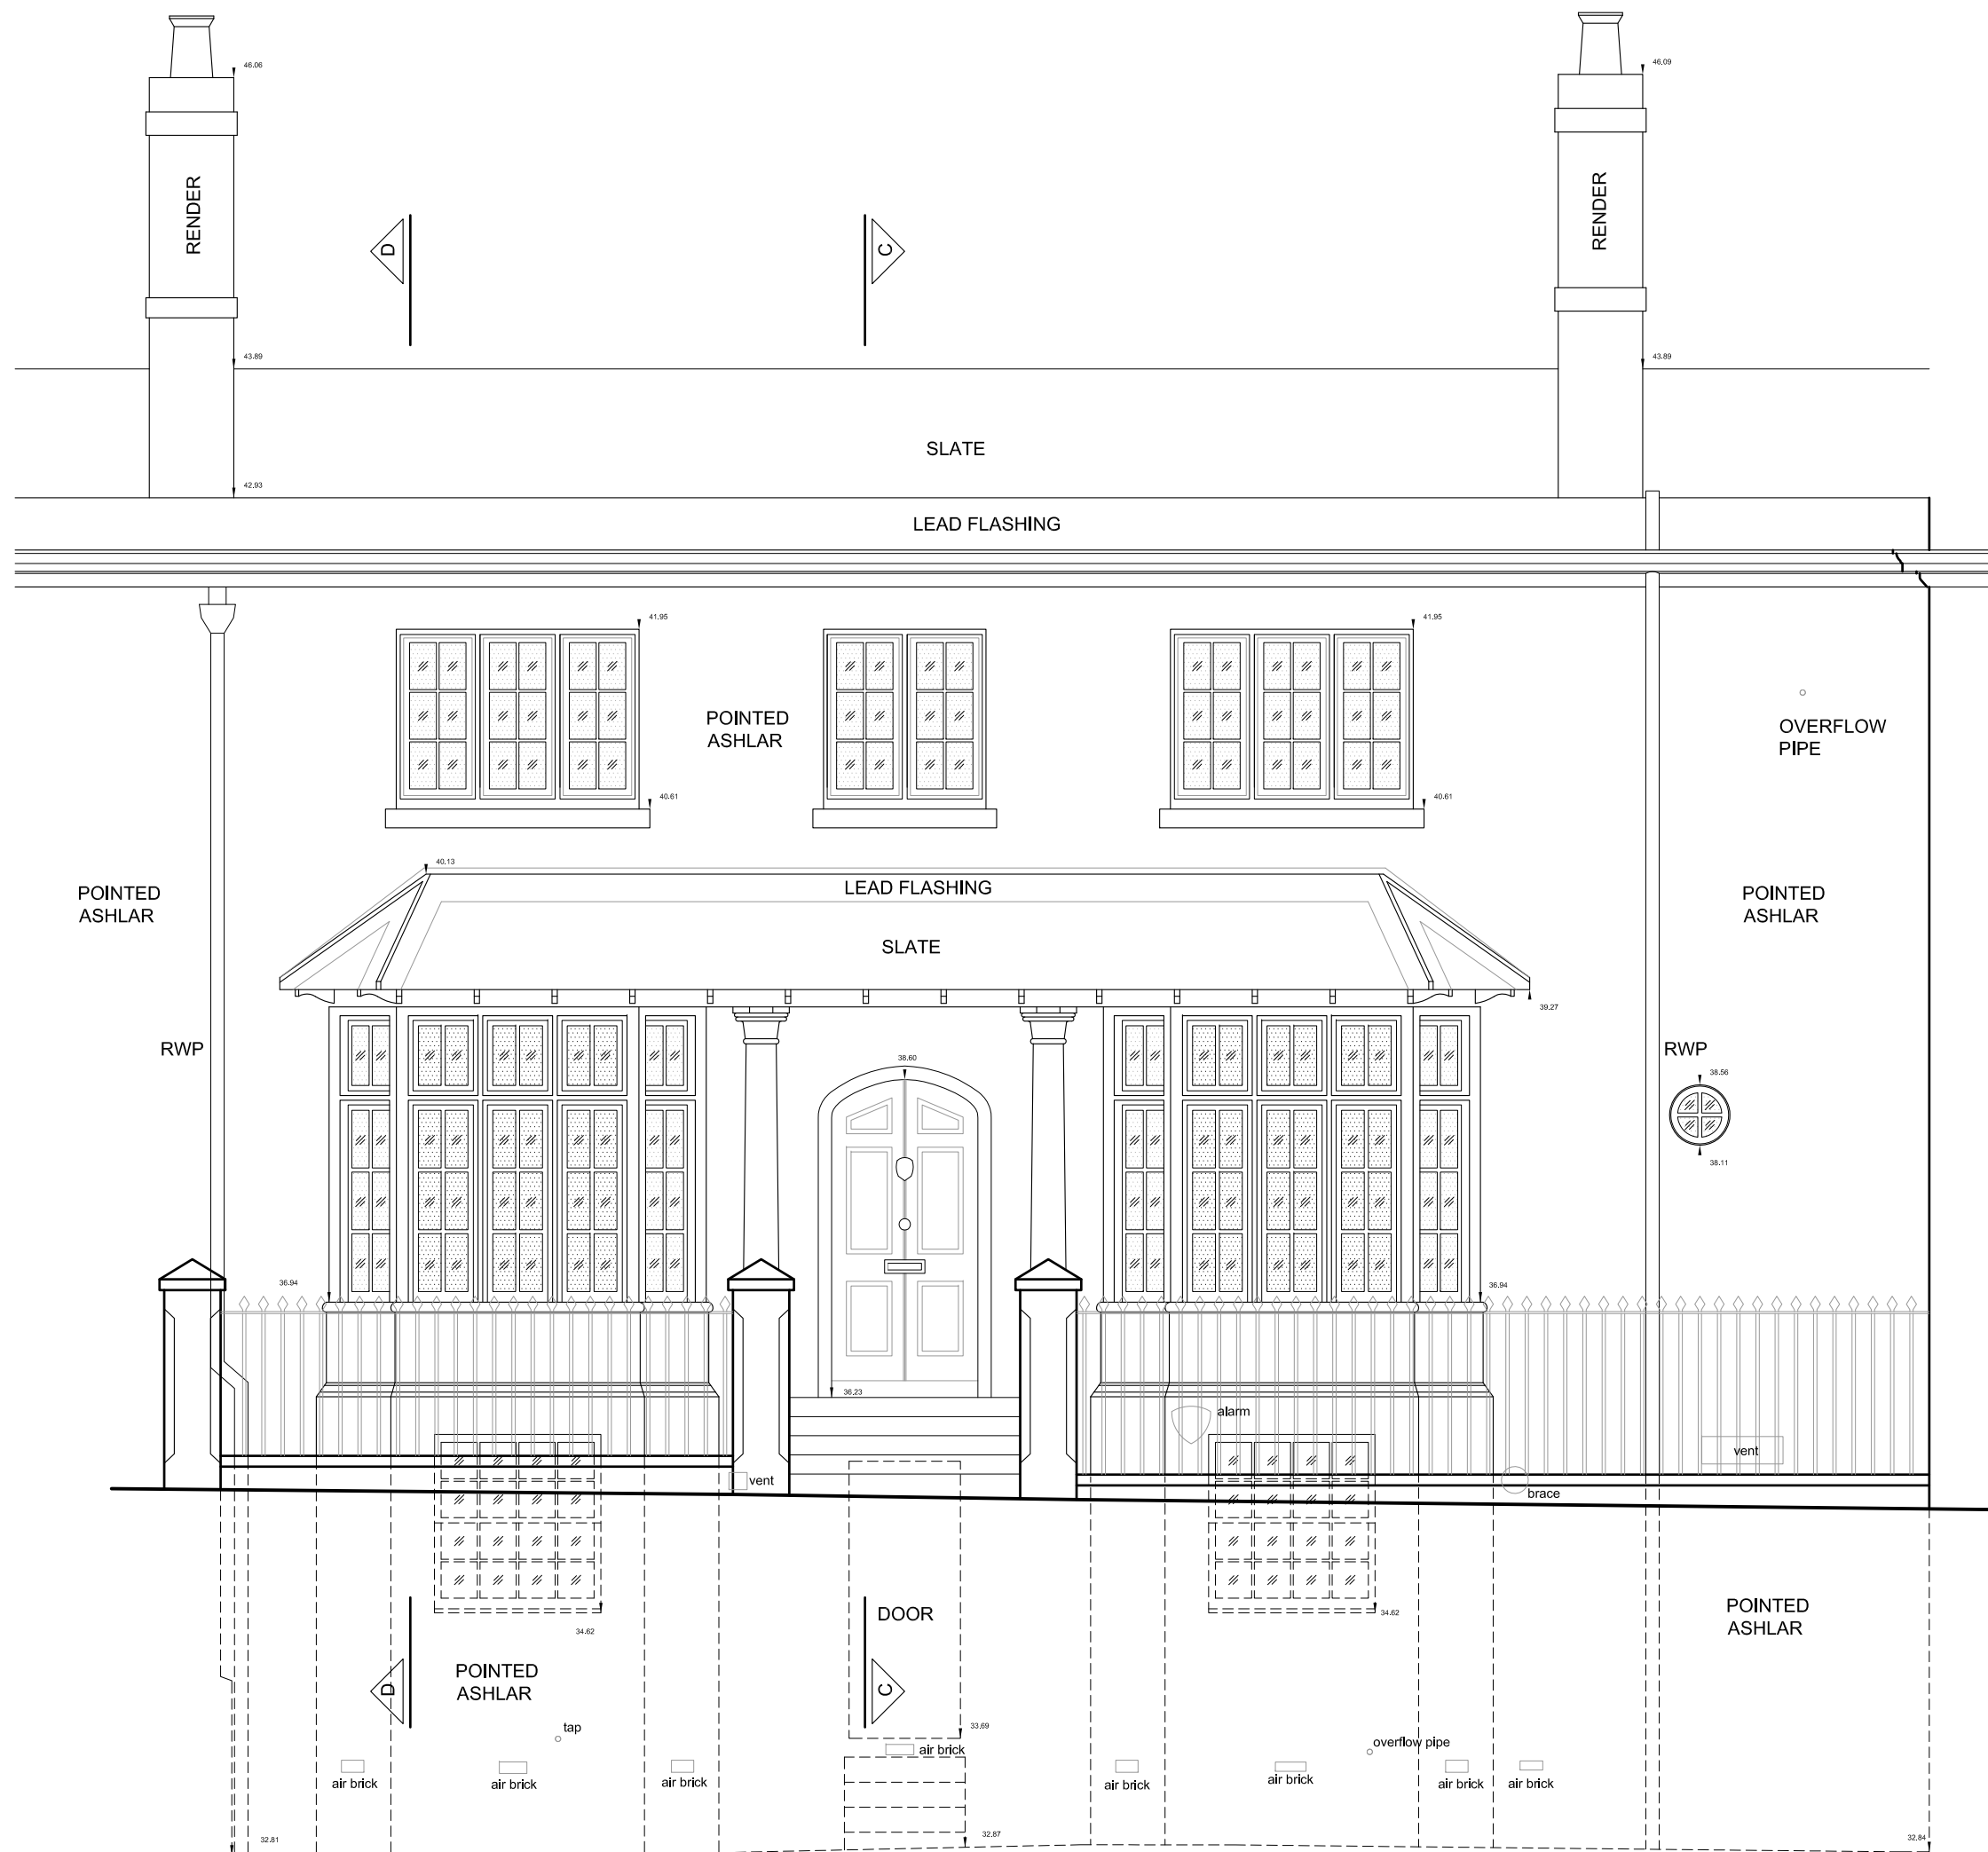 46.06
46.09
RENDER
RENDER
D
C
43.89
43.89
SLATE
42.93
LEAD FLASHING
41.95
41.95
POINTED
ASHLAR
OVERFLOW
PIPE
40.61
40.61
40.13
POINTED
ASHLAR
LEAD FLASHING
POINTED
ASHLAR
SLATE
39.27
RWP
RWP
38.60
38.56
38.11
36.94
36.94
36.23
alarm
vent
vent
brace
DOOR
34.62
34.62
POINTED
ASHLAR
POINTED
ASHLAR
D
C
tap
33.69
air brick
overflow pipe
air brick
air brick
air brick
air brick
air brick
air brick
air brick
32.81
32.87
32.84